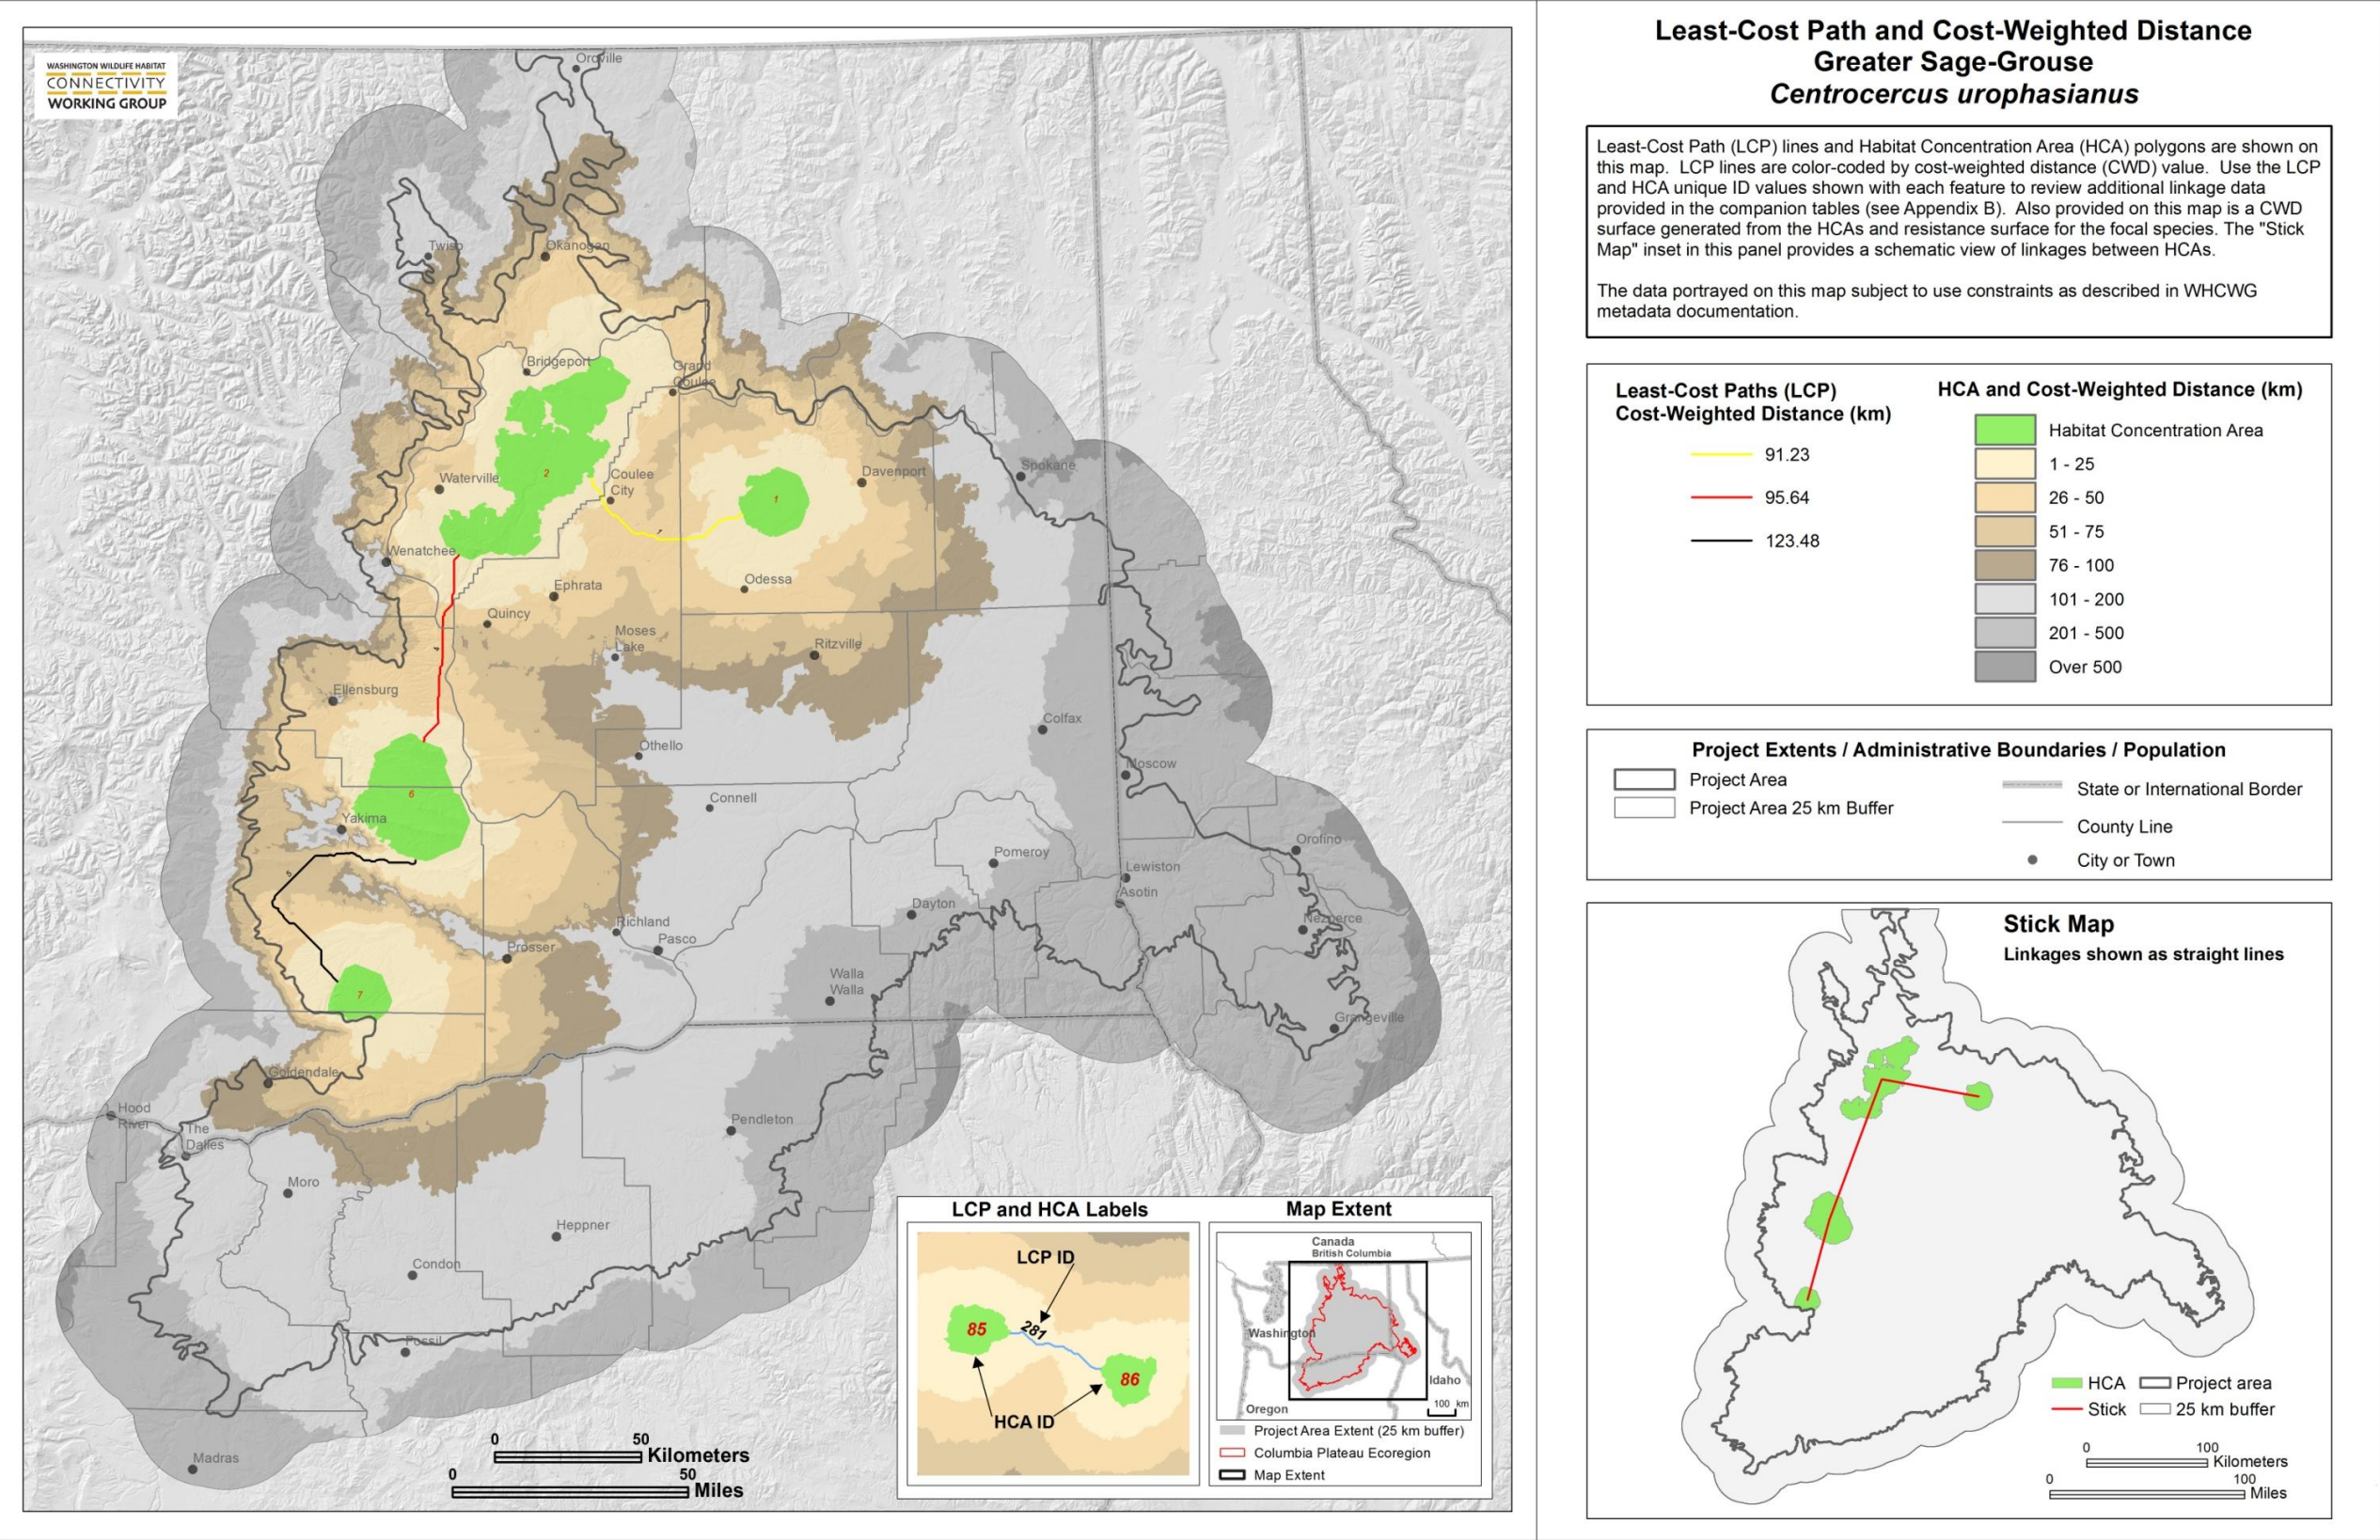 WASHINGTON WILDLIFE HABITAT
CONNECTIVITY
WORKING GROUP
Oroville
Twisp
Okanogan
Bridgeport
Grand
Coulee
2
Coulee
City
Waterville
1
Davenport
Spokane
1
Wenatchee
Ephrata
Odessa
Quincy
Moses
Lake
Ritzville
4
Ellensburg
Colfax
Othello
Moscow
6
Connell
Yakima
Orofino
Pomeroy
Lewiston
5
Asotin
Dayton
Nezperce
Richland
Pasco
Prosser
Walla
Walla
7
Grangeville
Goldendale
Hood
River
The
Dalles
Pendleton
Moro
Heppner
Condon
Fossil
Madras
0 50
Kilometers
0 50
Miles
LCP and HCA Labels
LCP ID
85
281
86
HCA ID
Map Extent
Canada
British Columbia
Washington
Idaho
Oregon
100 km
Project Area Extent (25 km buffer)
Columbia Plateau Ecoregion
Map Extent
Least-Cost Path and Cost-Weighted Distance
Greater Sage-Grouse
Centrocercus urophasianus
Least-Cost Path (LCP) lines and Habitat Concentration Area (HCA) polygons are shown on
this map. LCP lines are color-coded by cost-weighted distance (CWD) value. Use the LCP
and HCA unique ID values shown with each feature to review additional linkage data
provided in the companion tables (see Appendix B). Also provided on this map is a CWD
surface generated from the HCAs and resistance surface for the focal species. The "Stick
Map" inset in this panel provides a schematic view of linkages between HCAs.
The data portrayed on this map subject to use constraints as described in WHCWG
metadata documentation.
Least-Cost Paths (LCP)
Cost-Weighted Distance (km)
91.23
95.64
123.48
HCA and Cost-Weighted Distance (km)
Habitat Concentration Area
1 - 25
26 - 50
51 - 75
76 - 100
101 - 200
201 - 500
Over 500
Project Extents / Administrative Boundaries / Population
Project Area
Project Area 25 km Buffer
State or International Border
County Line
City or Town
Stick Map
Linkages shown as straight lines
HCA Project area
Stick 25 km buffer
0 100
Kilometers
0 100
Miles